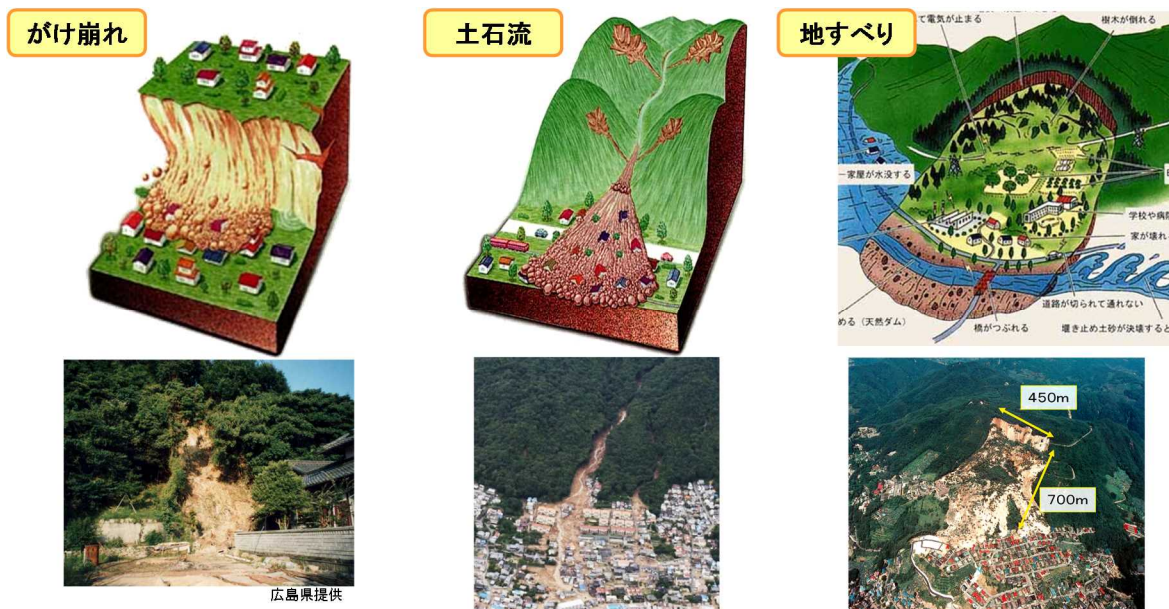 がけ崩れ
土石流
地すべり
て電気が止まる
樹木が倒れる
家屋が水没する
学校や病院
家が壊れる
道路が切られて通れない
める（天然ダム）
橋がつぶれる
堰き止め土砂が決壊すると
450m
700m
広島県提供